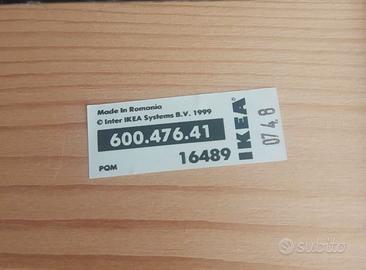 Made in Romania
© Inter IKEA Systems B.V. 1999
600.476.41
16489
PQM
IKEA®
07 4. 8
subito